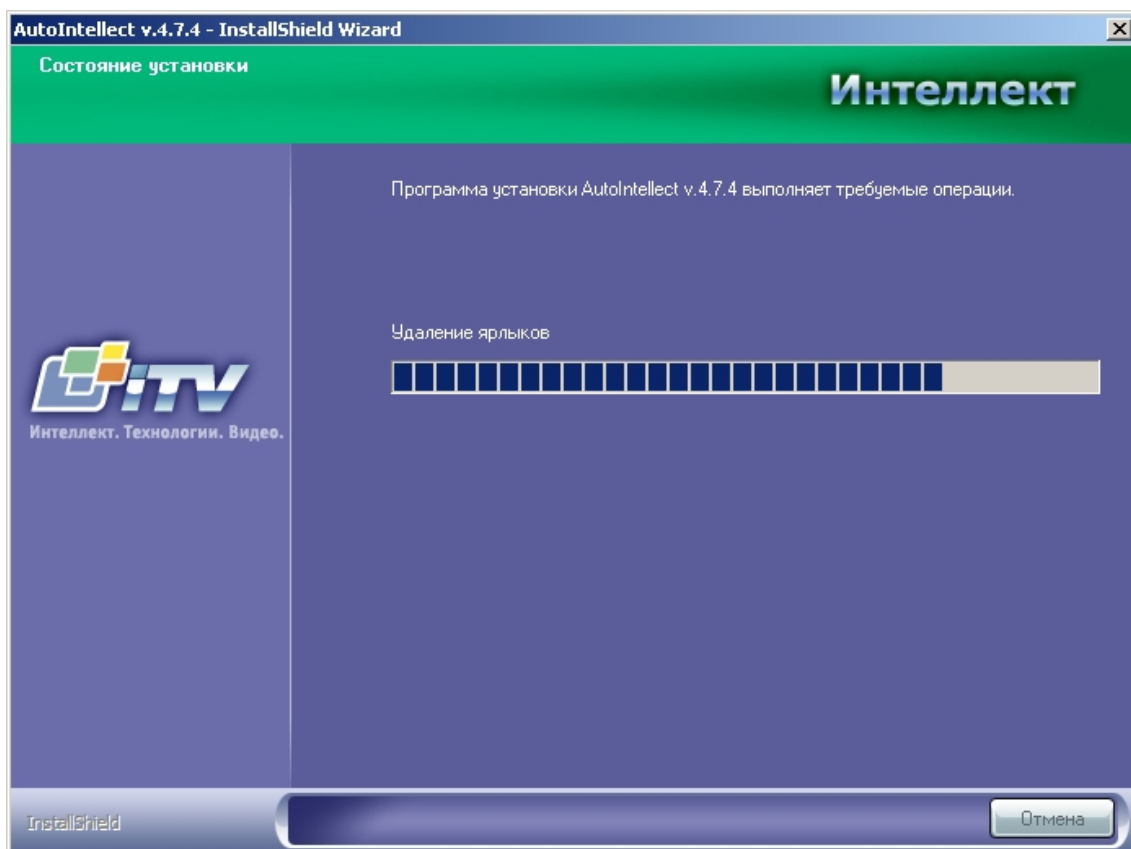 AutoIntellect v.4.7.4 - InstallShield Wizard
Состояние установки
Интеллект
Программа установки AutoIntellect v.4.7.4 выполняет требуемые операции.
Удаление ярлыков
iTV
Интеллект. Технологии. Видео.
InstallShield
Отмена